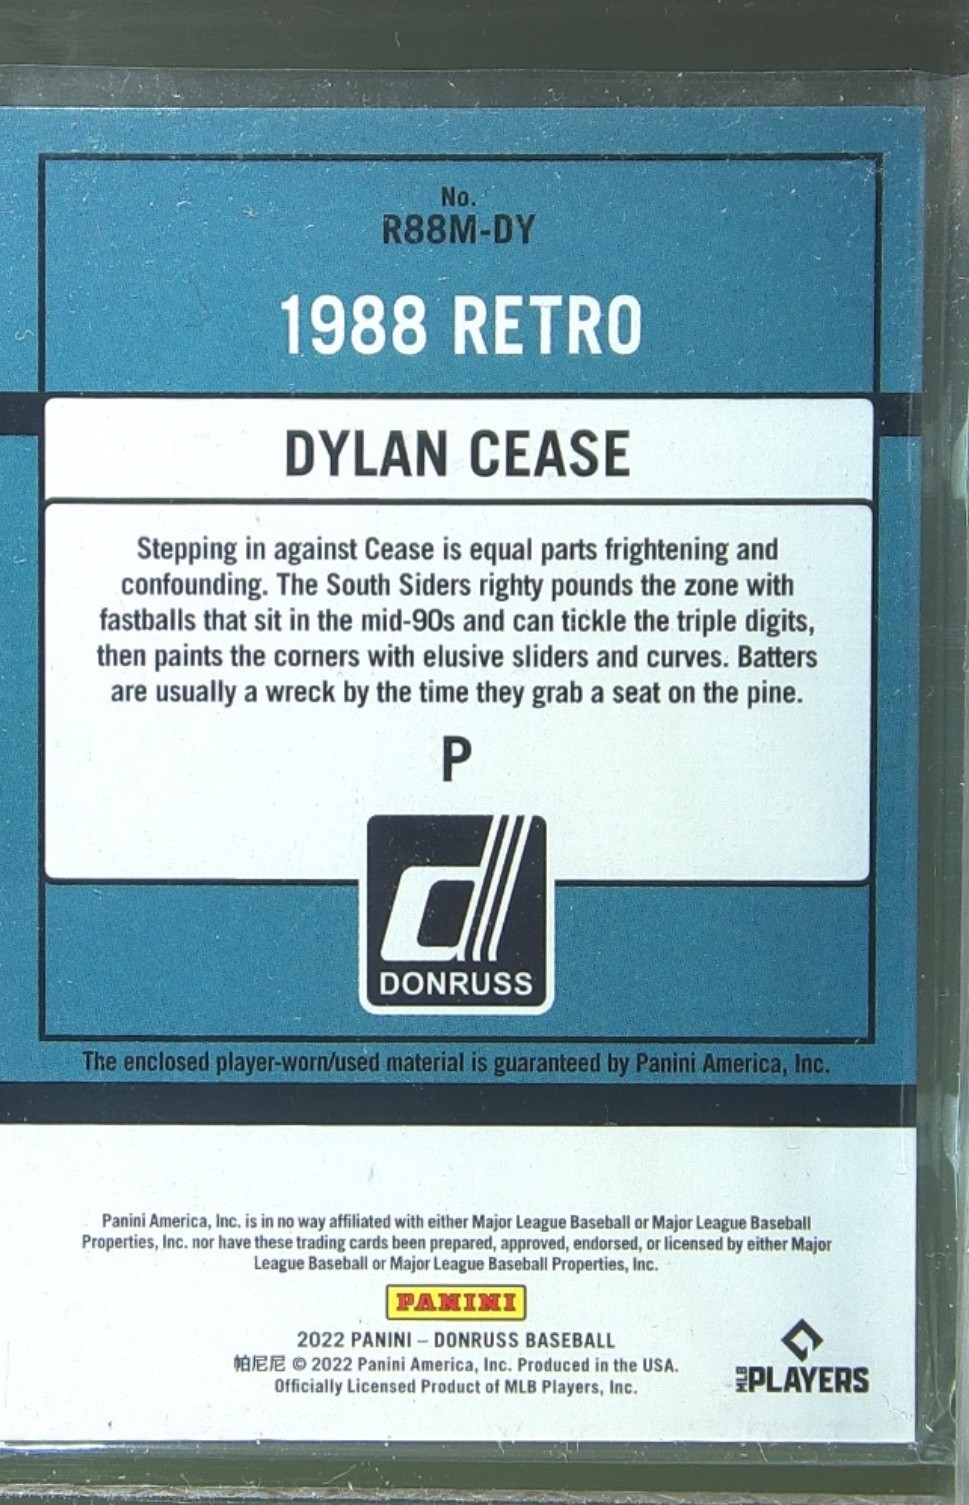 No.
R88M-DY
1988 RETRO
DYLAN CEASE
Stepping in against Cease is equal parts frightening and
confounding. The South Siders righty pounds the zone with
fastballs that sit in the mid-90s and can tickle the triple digits,
then paints the corners with elusive sliders and curves. Batters
are usually a wreck by the time they grab a seat on the pine.
P
d
DONRUSS
The enclosed player-worn/used material is guaranteed by Panini America, Inc.
Panini America, Inc. is in no way affiliated with either Major League Baseball or Major League Baseball
Properties, Inc. nor have these trading cards been prepared, approved, endorsed, or licensed by either Major
League Baseball or Major League Baseball Properties, Inc.
PANINI
2022 PANINI – DONRUSS BASEBALL
帕尼尼 © 2022 Panini America, Inc. Produced in the USA.
Officially Licensed Product of MLB Players, Inc.
MLB PLAYERS